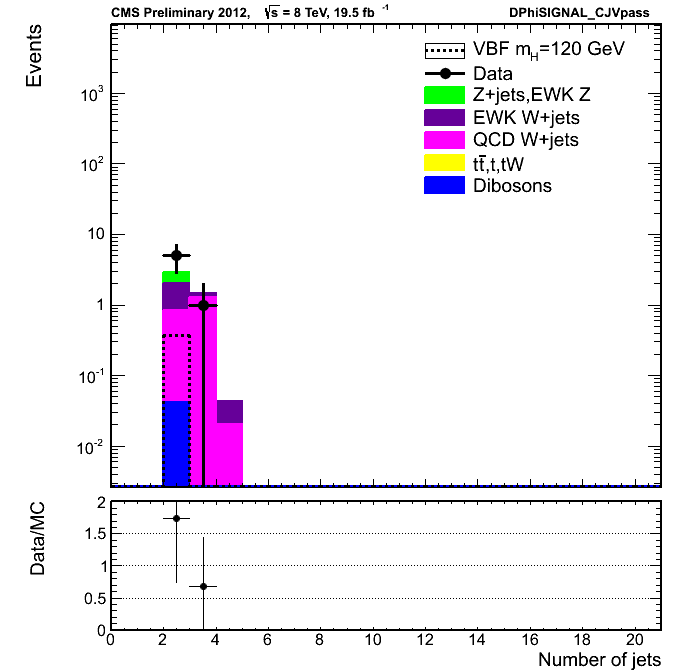 CMS Preliminary 2012, √s = 8 TeV, 19.5 fb⁻¹ DPhiSIGNAL_CJVpass
Events
VBF m_H=120 GeV
Data
Z+jets,EWK Z
EWK W+jets
QCD W+jets
tt̄,t,tW
Dibosons
10³
10²
10
1
10⁻¹
10⁻²
Data/MC
2
1.5
1
0.5
0
0 2 4 6 8 10 12 14 16 18 20
Number of jets